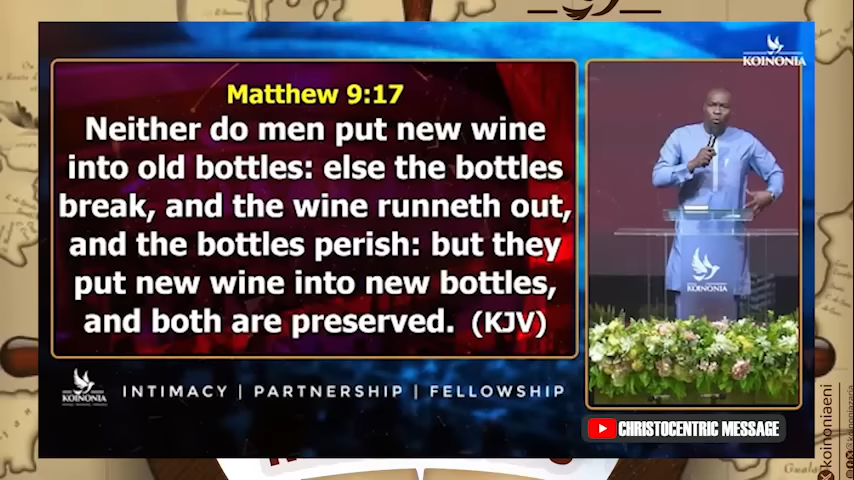 KOINONIA
Matthew 9:17
Neither do men put new wine
into old bottles: else the bottles
break, and the wine runneth out,
and the bottles perish: but they
put new wine into new bottles,
and both are preserved. (KJV)
KOINONIA
KOINONIA
INTIMACY | PARTNERSHIP | FELLOWSHIP
CHRISTOCENTRIC MESSAGE
koinoniaeni